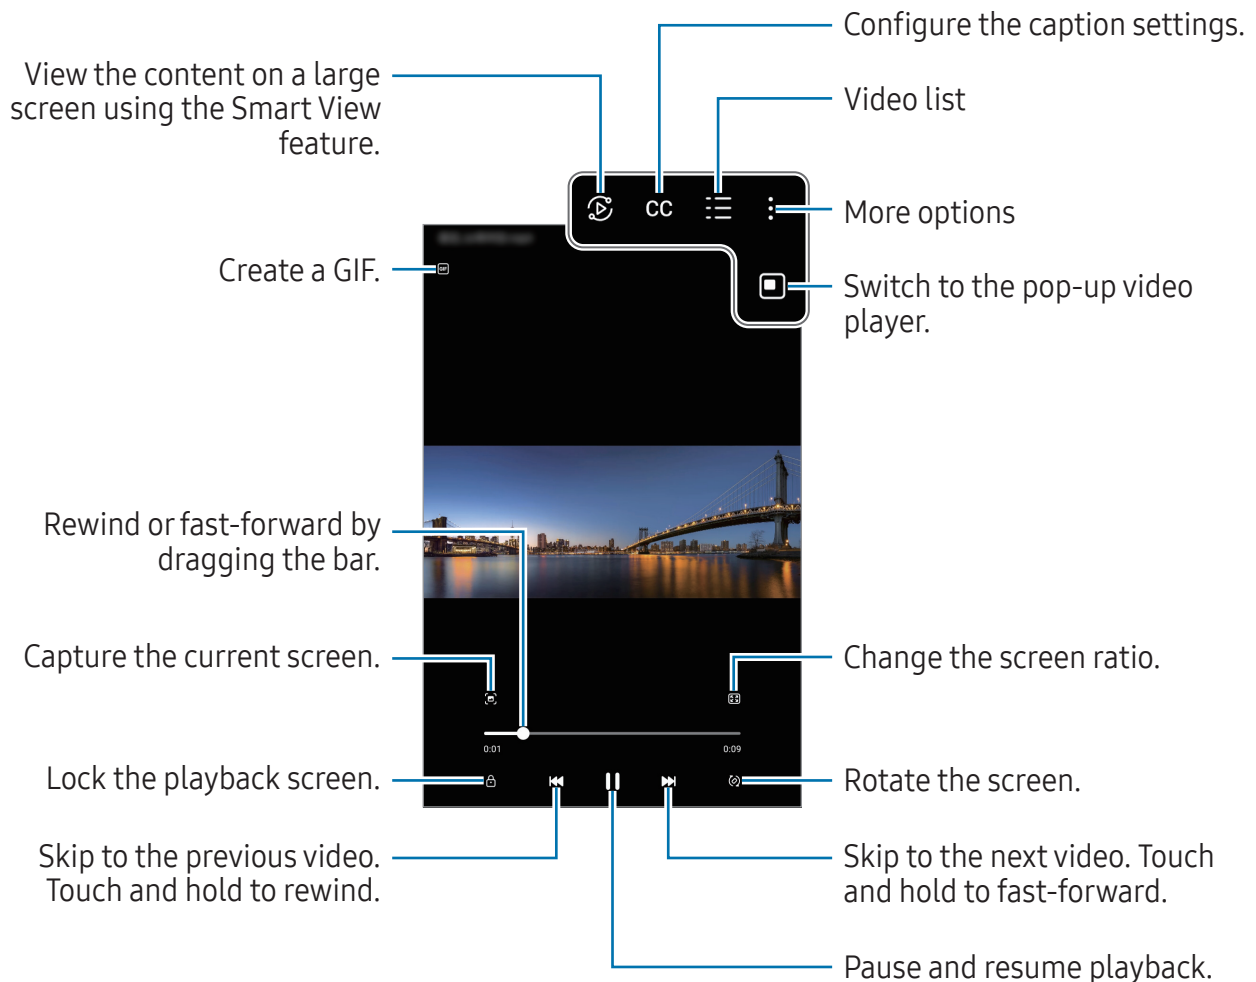 Configure the caption settings.
View the content on a large
screen using the Smart View
feature.
Video list
CC
More options
Create a GIF.
GIF
Switch to the pop-up video
player.
Rewind or fast-forward by
dragging the bar.
Capture the current screen.
Change the screen ratio.
0:01
0:09
Lock the playback screen.
Rotate the screen.
Skip to the previous video.
Touch and hold to rewind.
Skip to the next video. Touch
and hold to fast-forward.
Pause and resume playback.